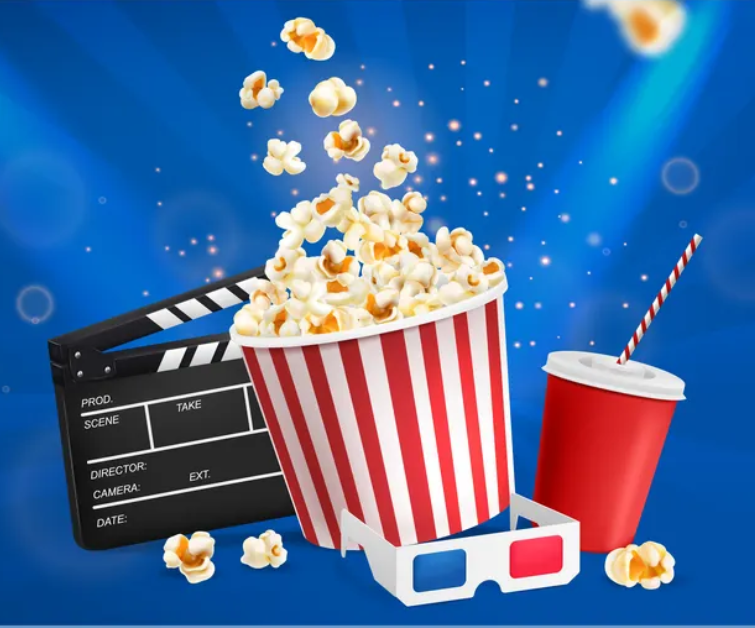 PROD.
SCENE TAKE
DIRECTOR:
CAMERA: EXT.
DATE: